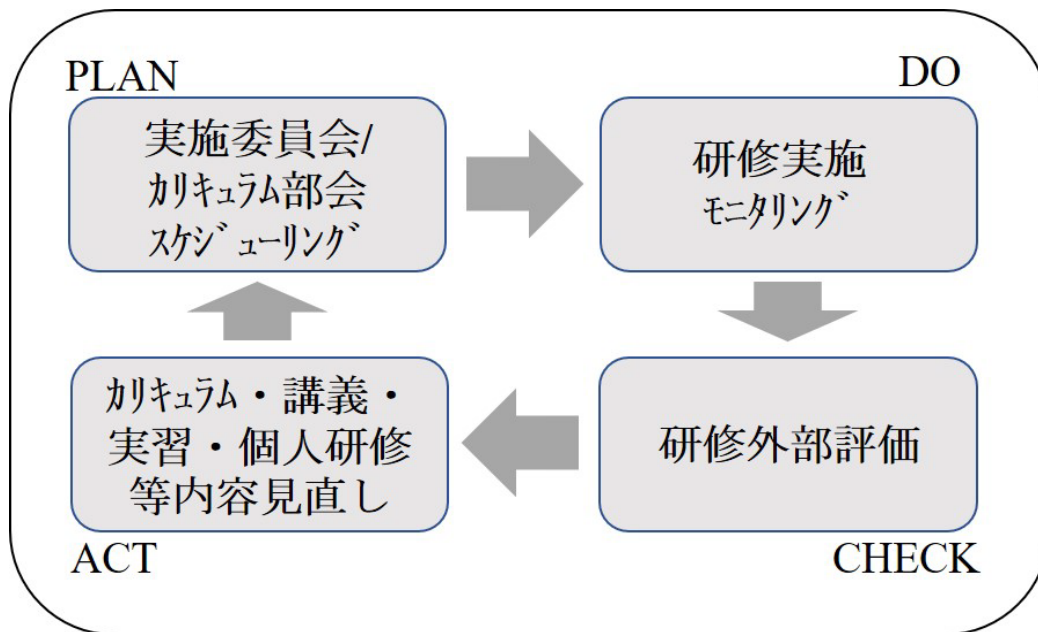 PLAN
実施委員会/
ｶﾘｷｭﾗﾑ部会
ｽｹｼﾞｭｰﾘﾝｸﾞ
DO
研修実施
ﾓﾆﾀﾘﾝｸﾞ
ｶﾘｷｭﾗﾑ・講義・
実習・個人研修
等内容見直し
ACT
研修外部評価
CHECK